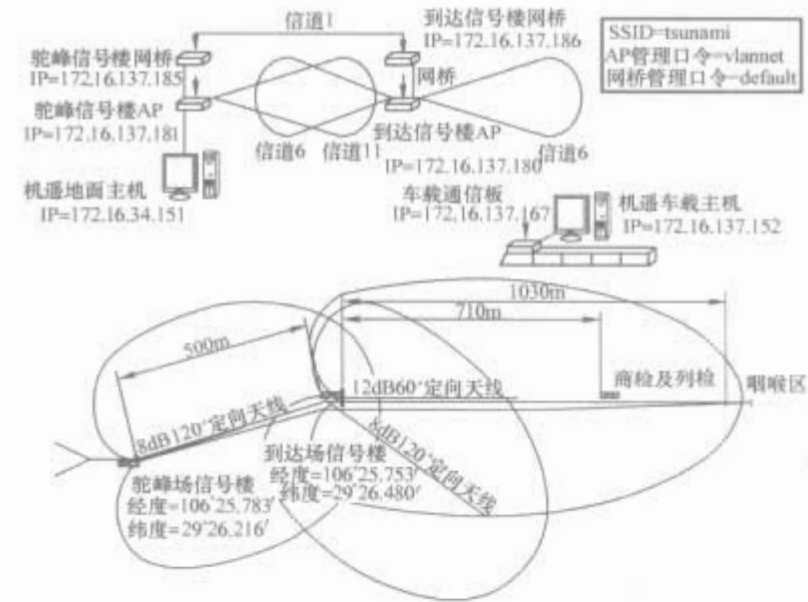 信道1
到达信号楼网桥
IP=172.16.137.186
SSID=tsunami
AP管理口令=vlannet
网桥管理口令=default
驼峰信号楼网桥
IP=172.16.137.185
网桥
驼峰信号楼AP
IP=172.16.137.181
到达信号楼AP
IP=172.16.137.180
信道6
信道11
信道6
机遥地面主机
IP=172.16.34.151
车载通信板
IP=172.16.137.167
机遥车载主机
IP=172.16.137.152
1030m
710m
500m
商检及列检
咽喉区
12dB60°定向天线
8dB120°定向天线
8dB120°定向天线
到达场信号楼
经度=106°25.753′
纬度=29°26.480′
驼峰场信号楼
经度=106°25.783′
纬度=29°26.216′